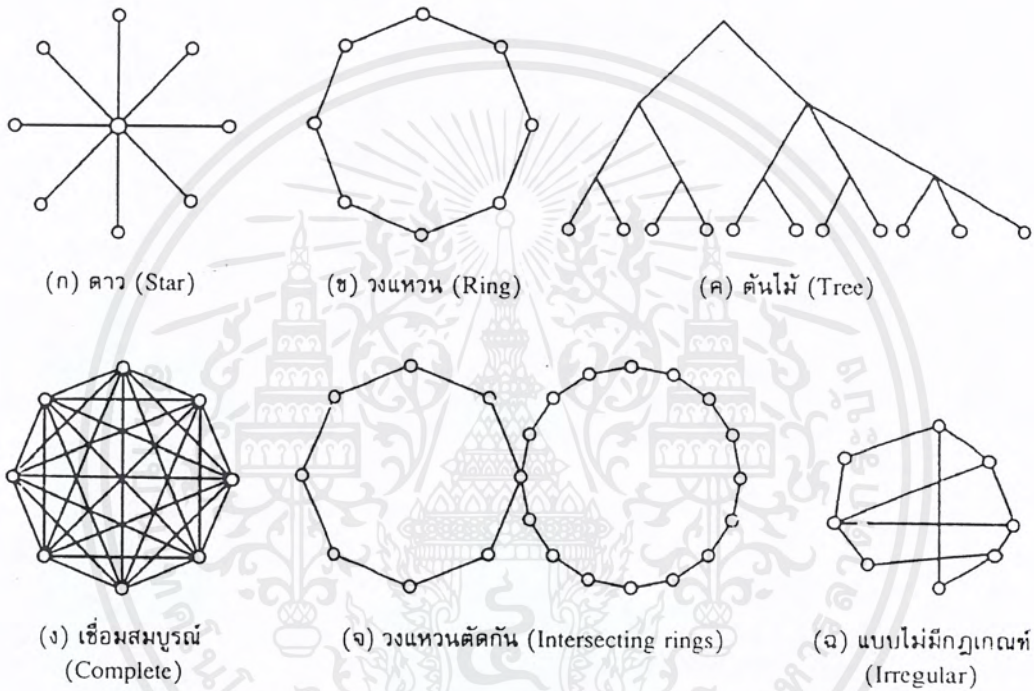 (ก) ดาว (Star)
(ข) วงแหวน (Ring)
(ค) ต้นไม้ (Tree)
(ง) เชื่อมสมบูรณ์
(Complete)
(จ) วงแหวนตัดกัน (Intersecting rings)
(ฉ) แบบไม่มีกฎเกณฑ์
(Irregular)